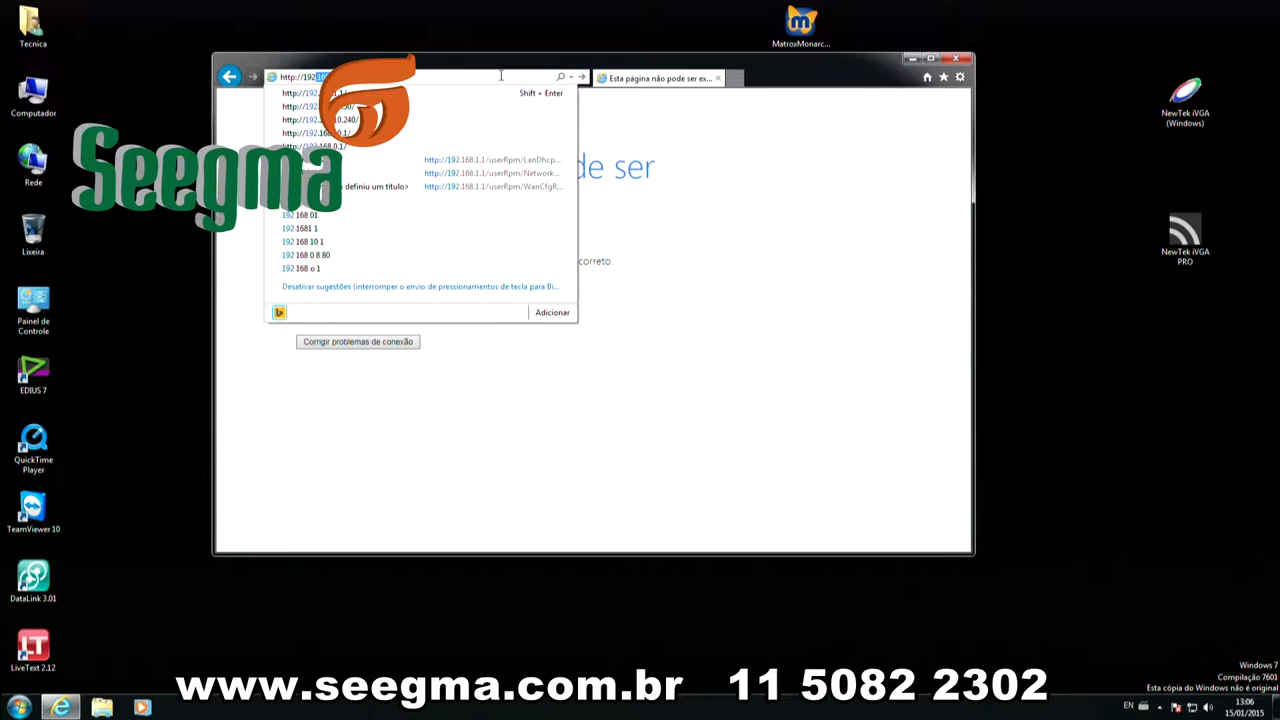 Tecnica
Computador
Rede
Lixeira
Painel de
Controle
EDIUS 7
QuickTime
Player
TeamViewer 10
DataLink 3.01
LT
LiveText 2.12
m
MatroxMonarc...
NewTek iVGA
(Windows)
NewTek iVGA
PRO
http://192
Esta página não pode ser ex...
Shift + Enter
http://192.168.1.1/userRpm/LanDhcp...
http://192.168.1.1/userRpm/Network...
definiu um título> http://192.168.1.1/userRpm/WanCfgR...
192 168 01
192 1681 1
192 168 10 1
192 168 0 8 80
192 168 o 1
Desativar sugestões (interromper o envio de pressionamentos de tecla para Bi...
Adicionar
de ser
correto.
Corrigir problemas de conexão
Seegma
www.seegma.com.br 11 5082 2302
Windows 7
Compilação 7601
Esta cópia do Windows não é original
EN
13:06
15/01/2015